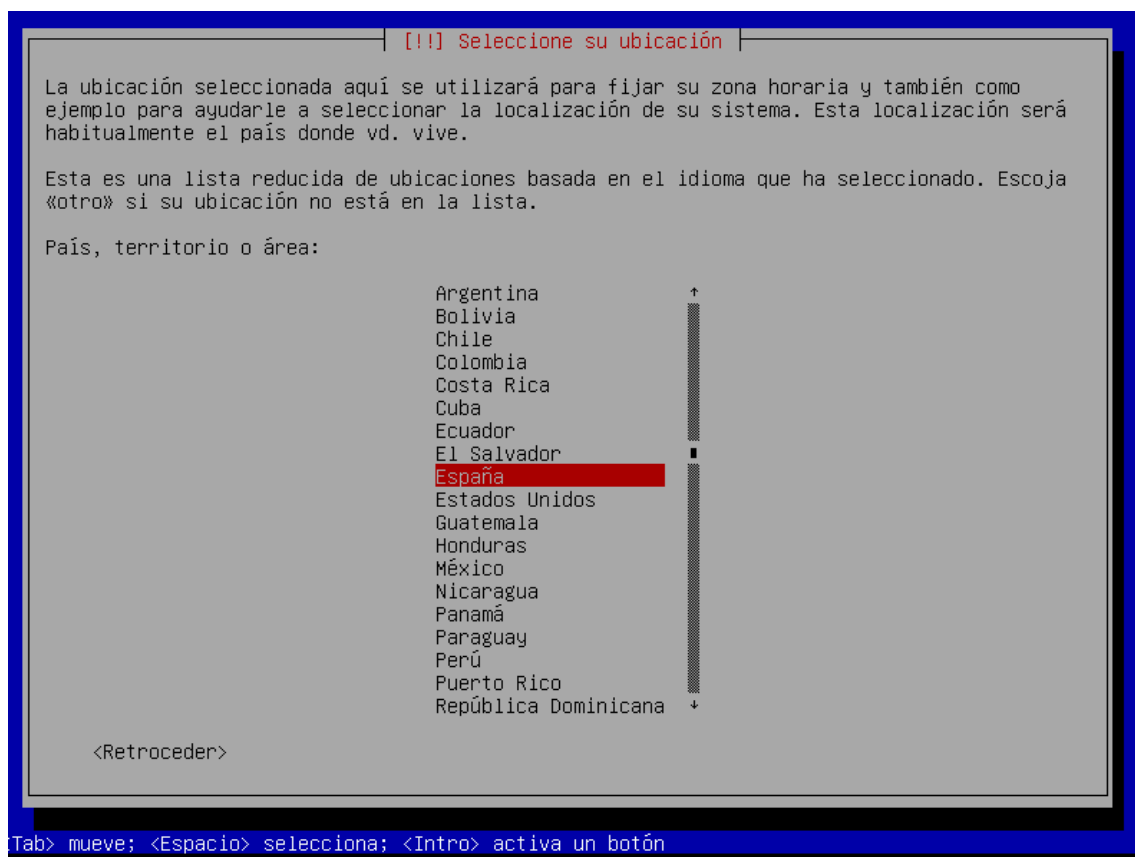 [!!] Seleccione su ubicación
La ubicación seleccionada aquí se utilizará para fijar su zona horaria y también como
ejemplo para ayudarle a seleccionar la localización de su sistema. Esta localización será
habitualmente el país donde vd. vive.
Esta es una lista reducida de ubicaciones basada en el idioma que ha seleccionado. Escoja
«otro» si su ubicación no está en la lista.
País, territorio o área:
Argentina
Bolivia
Chile
Colombia
Costa Rica
Cuba
Ecuador
El Salvador
España
Estados Unidos
Guatemala
Honduras
México
Nicaragua
Panamá
Paraguay
Perú
Puerto Rico
República Dominicana
<Retroceder>
<Tab> mueve; <Espacio> selecciona; <Intro> activa un botón